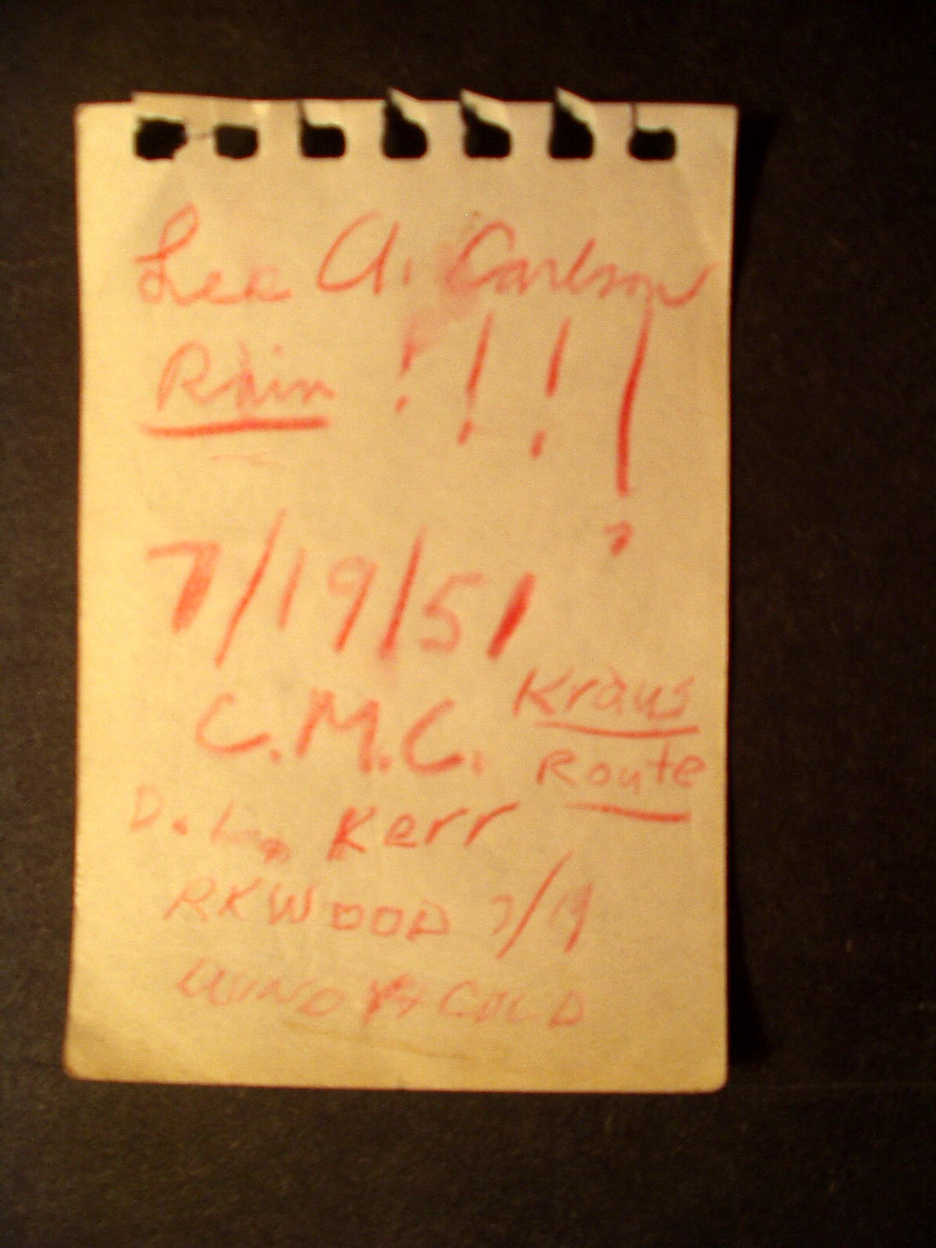 Lee A. Carlson
Rain ! ! ! !
7/19/51
C.M.C.
Kraus
Route
D. L. Kerr
RKWOOD 7/19
WIND & COLD